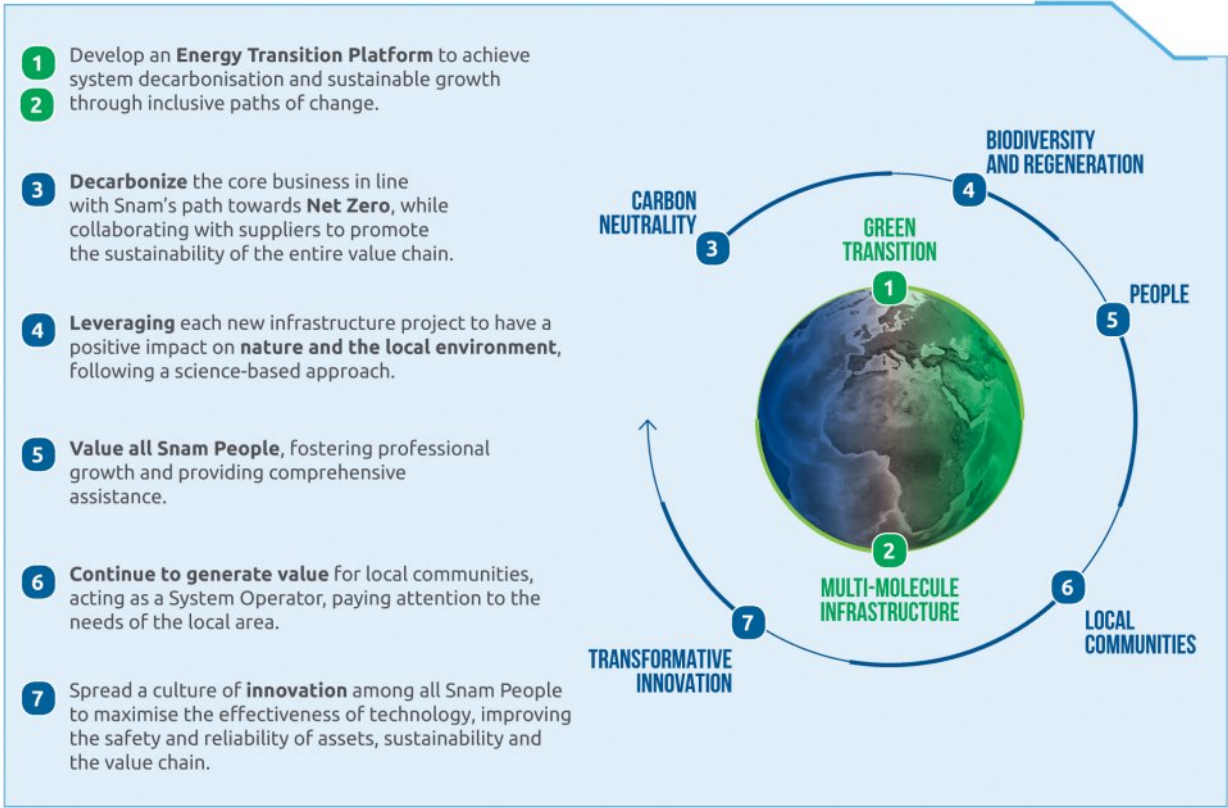 1
Develop an Energy Transition Platform to achieve
system decarbonisation and sustainable growth
2
through inclusive paths of change.
3
Decarbonize the core business in line
with Snam's path towards Net Zero, while
collaborating with suppliers to promote
the sustainability of the entire value chain.
4
Leveraging each new infrastructure project to have a
positive impact on nature and the local environment,
following a science-based approach.
5
Value all Snam People, fostering professional
growth and providing comprehensive
assistance.
6
Continue to generate value for local communities,
acting as a System Operator, paying attention to the
needs of the local area.
7
Spread a culture of innovation among all Snam People
to maximise the effectiveness of technology, improving
the safety and reliability of assets, sustainability and
the value chain.
GREEN
TRANSITION
1
2
MULTI-MOLECULE
INFRASTRUCTURE
CARBON
NEUTRALITY
3
BIODIVERSITY
AND REGENERATION
4
PEOPLE
5
6
LOCAL
COMMUNITIES
7
TRANSFORMATIVE
INNOVATION